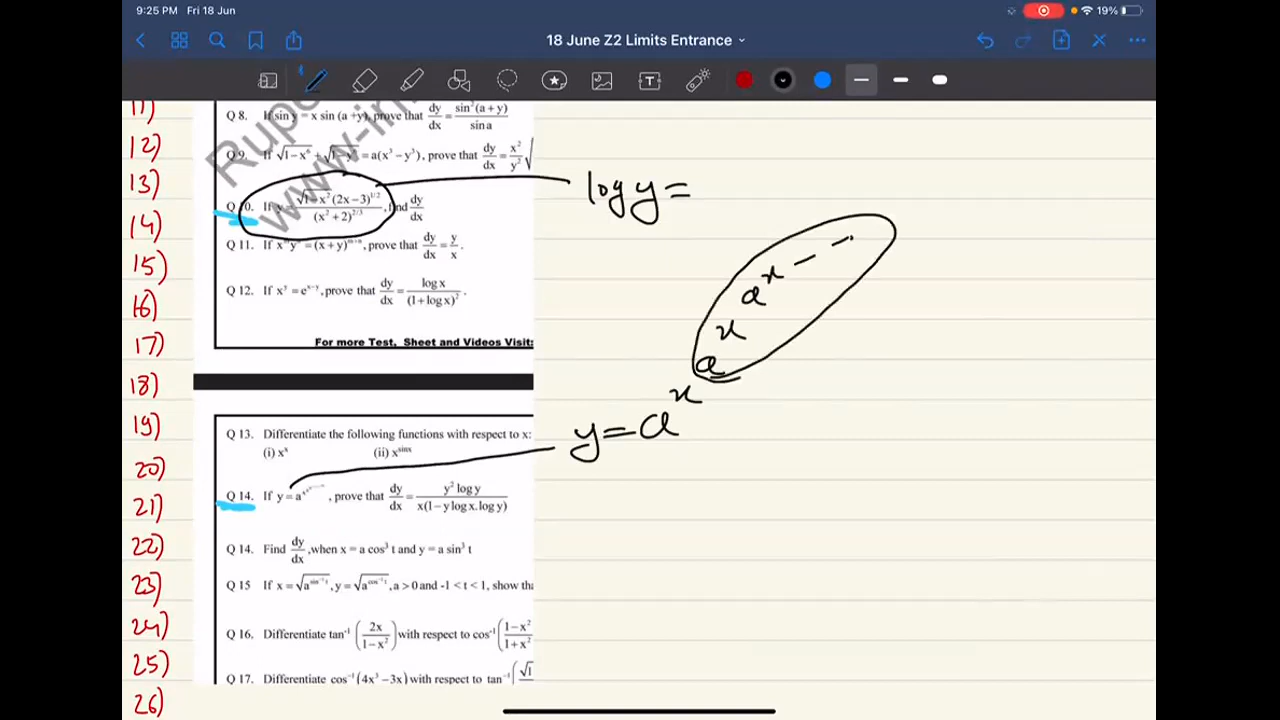 9:25 PM Fri 18 Jun
19%
18 June Z2 Limits Entrance
11)
12)
13)
14)
15)
16)
17)
18)
19)
20)
21)
22)
23)
24)
25)
26)
Q 8. If sin y = x sin (a + y), prove that dy/dx = sin²(a + y)/sin a
Q 9. If √1−x⁶ + √1−y⁶ = a(x³ − y³), prove that dy/dx = x²/y² √
Q 10. If y = √1−x² (2x−3)^1/2 / (x² + 2)^2/3, find dy/dx
Q 11. If x^m y^n = (x + y)^m+n, prove that dy/dx = y/x
Q 12. If x^y = e^x−y, prove that dy/dx = log x/(1 + log x)².
For more Test, Sheet and Videos Visit:
Q 13. Differentiate the following functions with respect to x:
(i) x^x (ii) x^sinx
Q 14. If y = a^x^a^x^..., prove that dy/dx = y² log y/x(1 − y log x. log y)
Q 14. Find dy/dx, when x = a cos³ t and y = a sin³ t
Q 15 If x = √a^sin⁻¹t, y = √a^cos⁻¹t, a > 0 and -1 < t < 1, show
Q 16. Differentiate tan⁻¹ (2x/1−x²) with respect to cos⁻¹ (1−x²/1+x²
Q 17. Differentiate cos⁻¹ (4x³ − 3x) with respect to tan⁻¹ (√1
log y =
y = a^x^a^x^a^x - -